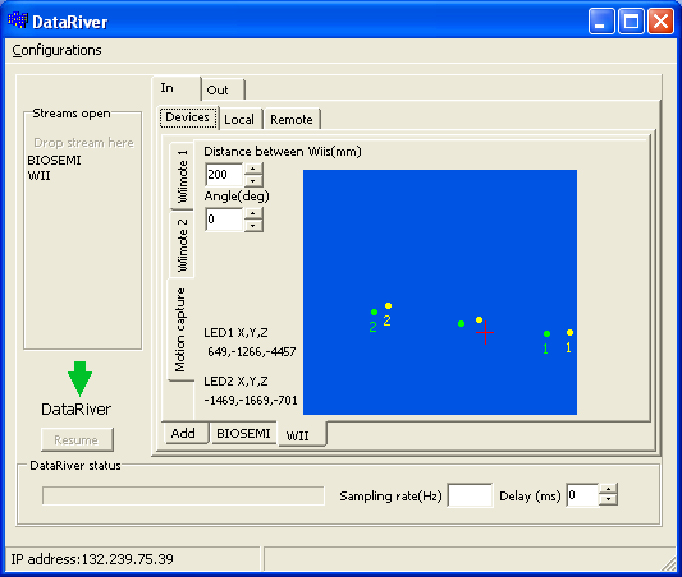 DataRiver
Configurations
In
Out
Streams open
Drop stream here
BIOSEMI
WII
DataRiver
Resume
Devices
Local
Remote
Wiimote 1
Wiimote 2
Motion capture
Distance between Wiis(mm)
200
Angle(deg)
0
2
2
1
1
LED1 X,Y,Z
649,-1266,-4457
LED2 X,Y,Z
-1469,-1669,-701
Add
BIOSEMI
WII
DataRiver status
Sampling rate(Hz)
Delay (ms)
0
IP address:132.239.75.39